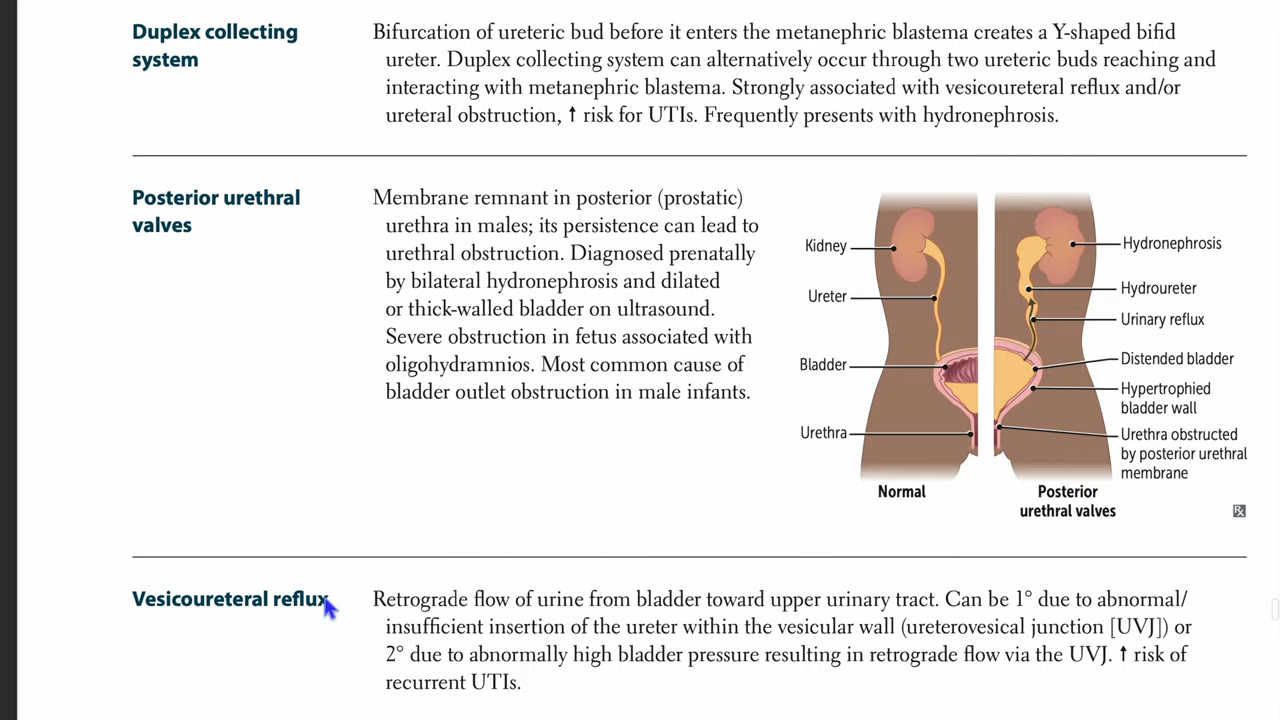 Duplex collecting
system
Bifurcation of ureteric bud before it enters the metanephric blastema creates a Y-shaped bifid
ureter. Duplex collecting system can alternatively occur through two ureteric buds reaching and
interacting with metanephric blastema. Strongly associated with vesicoureteral reflux and/or
ureteral obstruction, ↑ risk for UTIs. Frequently presents with hydronephrosis.
Posterior urethral
valves
Membrane remnant in posterior (prostatic)
urethra in males; its persistence can lead to
urethral obstruction. Diagnosed prenatally
by bilateral hydronephrosis and dilated
or thick-walled bladder on ultrasound.
Severe obstruction in fetus associated with
oligohydramnios. Most common cause of
bladder outlet obstruction in male infants.
Kidney
Ureter
Bladder
Urethra
Normal
Hydronephrosis
Hydroureter
Urinary reflux
Distended bladder
Hypertrophied
bladder wall
Urethra obstructed
by posterior urethral
membrane
Posterior
urethral valves
Rx
Vesicoureteral reflux
Retrograde flow of urine from bladder toward upper urinary tract. Can be 1° due to abnormal/
insufficient insertion of the ureter within the vesicular wall (ureterovesical junction [UVJ]) or
2° due to abnormally high bladder pressure resulting in retrograde flow via the UVJ. ↑ risk of
recurrent UTIs.